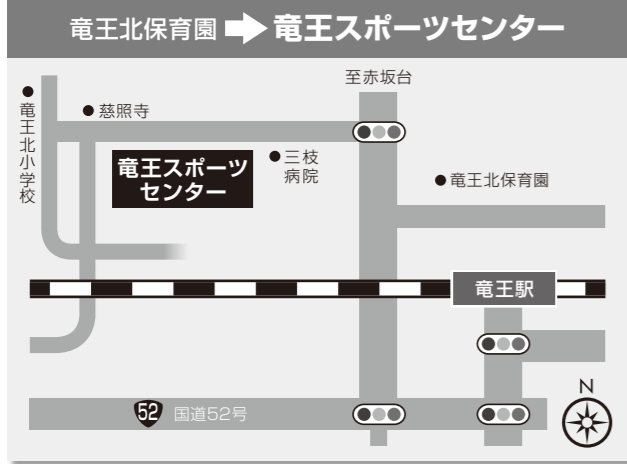 竜王北保育園 ➡ 竜王スポーツセンター
至赤坂台
竜王北小学校
慈照寺
竜王スポーツ
センター
三枝
病院
竜王北保育園
竜王駅
52 国道52号
N